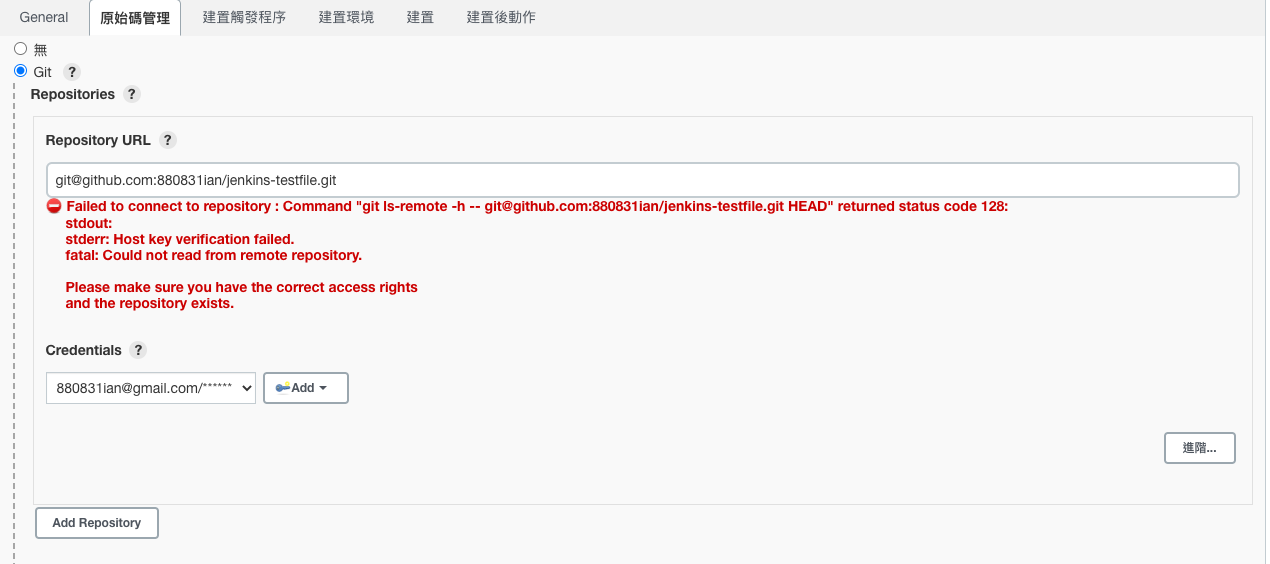 General 原始碼管理 建置觸發程序 建置環境 建置 建置後動作
無
Git ?
Repositories ?
Repository URL ?
git@github.com:880831ian/jenkins-testfile.git
Failed to connect to repository : Command "git ls-remote -h -- git@github.com:880831ian/jenkins-testfile.git HEAD" returned status code 128:
stdout:
stderr: Host key verification failed.
fatal: Could not read from remote repository.
Please make sure you have the correct access rights
and the repository exists.
Credentials ?
880831ian@gmail.com/****** Add
進階...
Add Repository